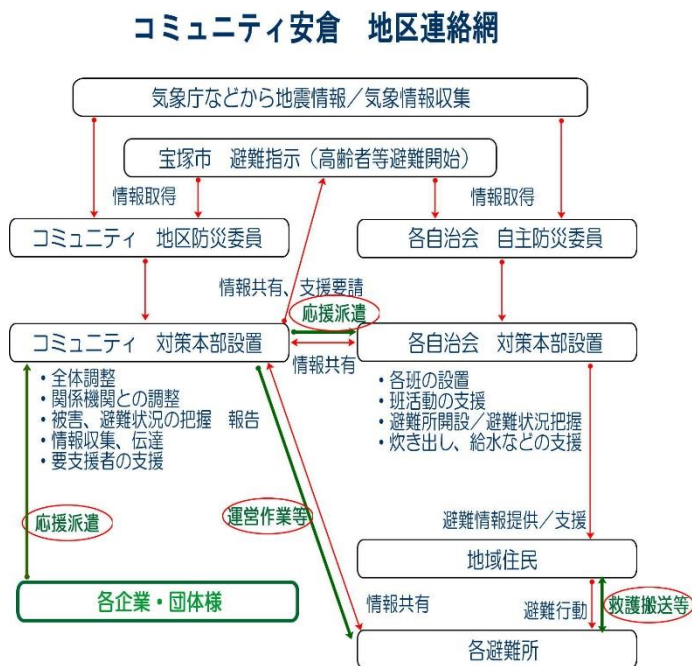 コミュニティ安倉　地区連絡網
気象庁などから地震情報／気象情報収集
宝塚市　避難指示（高齢者等避難開始）
情報取得
情報取得
コミュニティ　地区防災委員
各自治会　自主防災委員
情報共有、支援要請
応援派遣
コミュニティ　対策本部設置
各自治会　対策本部設置
情報共有
・全体調整
・関係機関との調整
・被害、避難状況の把握　報告
・情報収集、伝達
・要支援者の支援
・各班の設置
・班活動の支援
・避難所開設／避難状況把握
・炊き出し、給水などの支援
応援派遣
運営作業等
避難情報提供／支援
地域住民
各企業・団体様
情報共有
避難行動
救護搬送等
各避難所